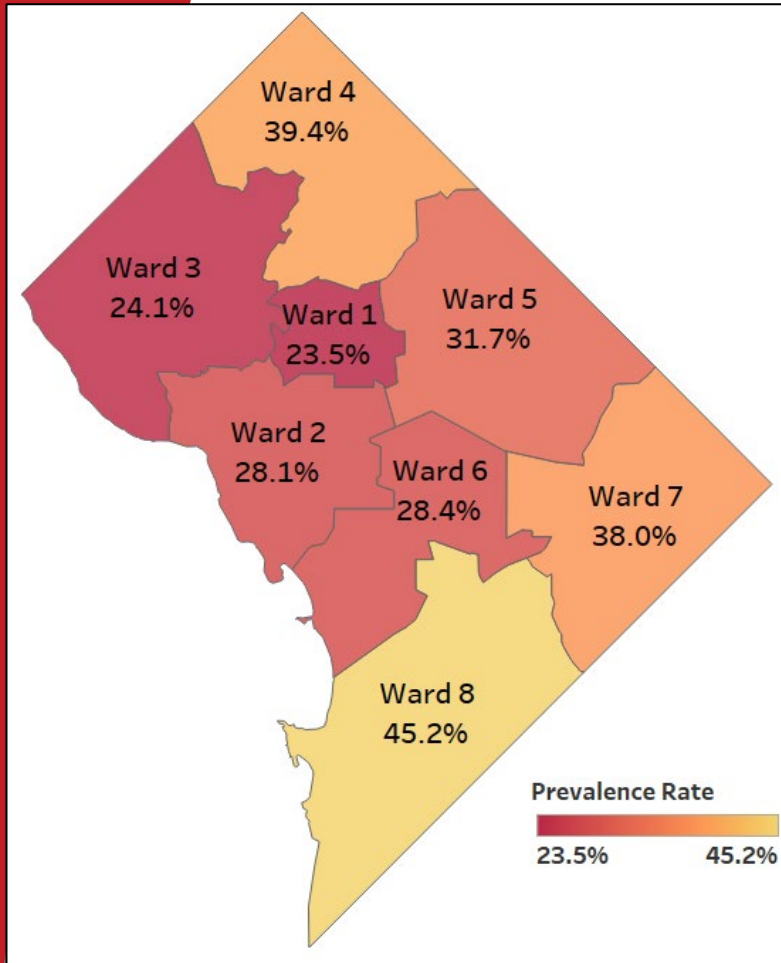 Ward 4
39.4%
Ward 3
24.1%
Ward 1
23.5%
Ward 5
31.7%
Ward 2
28.1%
Ward 6
28.4%
Ward 7
38.0%
Ward 8
45.2%
Prevalence Rate
23.5% 45.2%